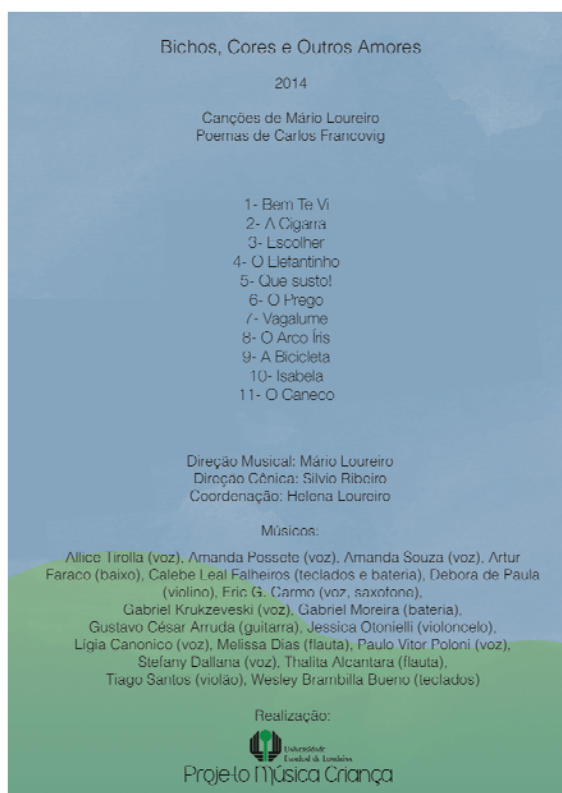 Bichos, Cores e Outros Amores
2014
Canções de Mário Loureiro
Poemas de Carlos Francovig
1- Bem Te Vi
2- A Cigarra
3- Escolher
4- O Elefantinho
5- Que susto!
6- O Prego
7- Vagalume
8- O Arco Íris
9- A Bicicleta
10- Isabela
11- O Caneco
Direção Musical: Mário Loureiro
Direção Cênica: Silvio Ribeiro
Coordenação: Helena Loureiro
Músicos:
Allice Tirolla (voz), Amanda Possete (voz), Amanda Souza (voz), Artur
Faraco (baixo), Calebe Leal Falheiros (teclados e bateria), Debora de Paula
(violino), Eric G. Carmo (voz, saxofone),
Gabriel Krukzeveski (voz), Gabriel Moreira (bateria),
Gustavo César Arruda (guitarra), Jessica Otonielli (violoncelo),
Lígia Canonico (voz), Melissa Dias (flauta), Paulo Vitor Poloni (voz),
Stefany Dallana (voz), Thalita Alcantara (flauta),
Tiago Santos (violão), Wesley Brambilla Bueno (teclados)
Realização:
Universidade
Estadual de Londrina
Projeto Música Criança